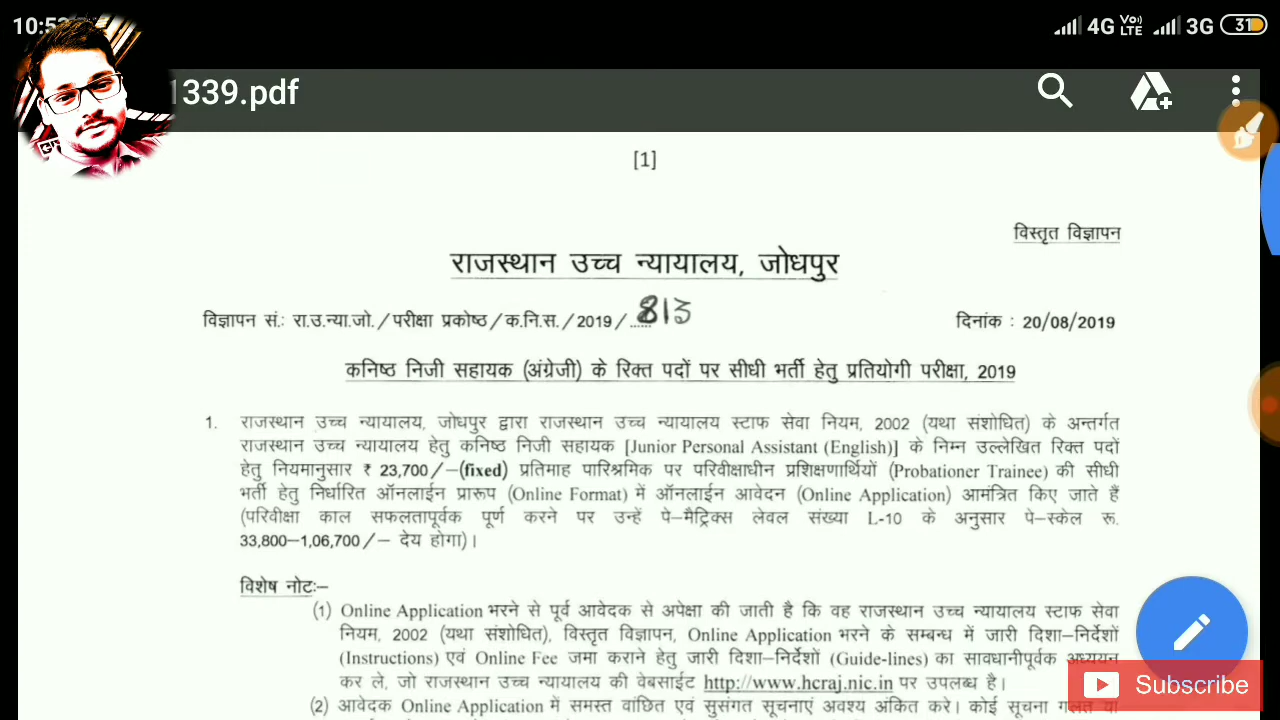 10:5
4G VoLTE 3G 31
1339.pdf
[1]
विस्तृत विज्ञापन
राजस्थान उच्च न्यायालय, जोधपुर
विज्ञापन सं.: रा.उ.न्या.जो./परीक्षा प्रकोष्ठ/क.नि.स./2019/......813 दिनांक : 20/08/2019
कनिष्ठ निजी सहायक (अंग्रेजी) के रिक्त पदों पर सीधी भर्ती हेतु प्रतियोगी परीक्षा, 2019
1. राजस्थान उच्च न्यायालय, जोधपुर द्वारा राजस्थान उच्च न्यायालय स्टाफ सेवा नियम, 2002 (यथा संशोधित) के अन्तर्गत
राजस्थान उच्च न्यायालय हेतु कनिष्ठ निजी सहायक [Junior Personal Assistant (English)] के निम्न उल्लेखित रिक्त पदों
हेतु नियमानुसार ₹ 23,700/–(fixed) प्रतिमाह पारिश्रमिक पर परिवीक्षाधीन प्रशिक्षणार्थियों (Probationer Trainee) की सीधी
भर्ती हेतु निर्धारित ऑनलाईन प्रारूप (Online Format) में ऑनलाईन आवेदन (Online Application) आमंत्रित किए जाते हैं
(परिवीक्षा काल सफलतापूर्वक पूर्ण करने पर उन्हें पे–मैट्रिक्स लेवल संख्या L-10 के अनुसार पे–स्केल रू.
33,800–1,06,700/– देय होगा)।
विशेष नोटः–
(1) Online Application भरने से पूर्व आवेदक से अपेक्षा की जाती है कि वह राजस्थान उच्च न्यायालय स्टाफ सेवा
नियम, 2002 (यथा संशोधित), विस्तृत विज्ञापन, Online Application भरने के सम्बन्ध में जारी दिशा–निर्देशों
(Instructions) एवं Online Fee जमा कराने हेतु जारी दिशा–निर्देशों (Guide-lines) का सावधानीपूर्वक अध्ययन
कर ले, जो राजस्थान उच्च न्यायालय की वेबसाईट http://www.hcraj.nic.in पर उपलब्ध है।
(2) आवेदक Online Application में समस्त वांछित एवं सुसंगत सूचनाएं अवश्य अंकित करे। कोई सूचना गलत या
Subscribe